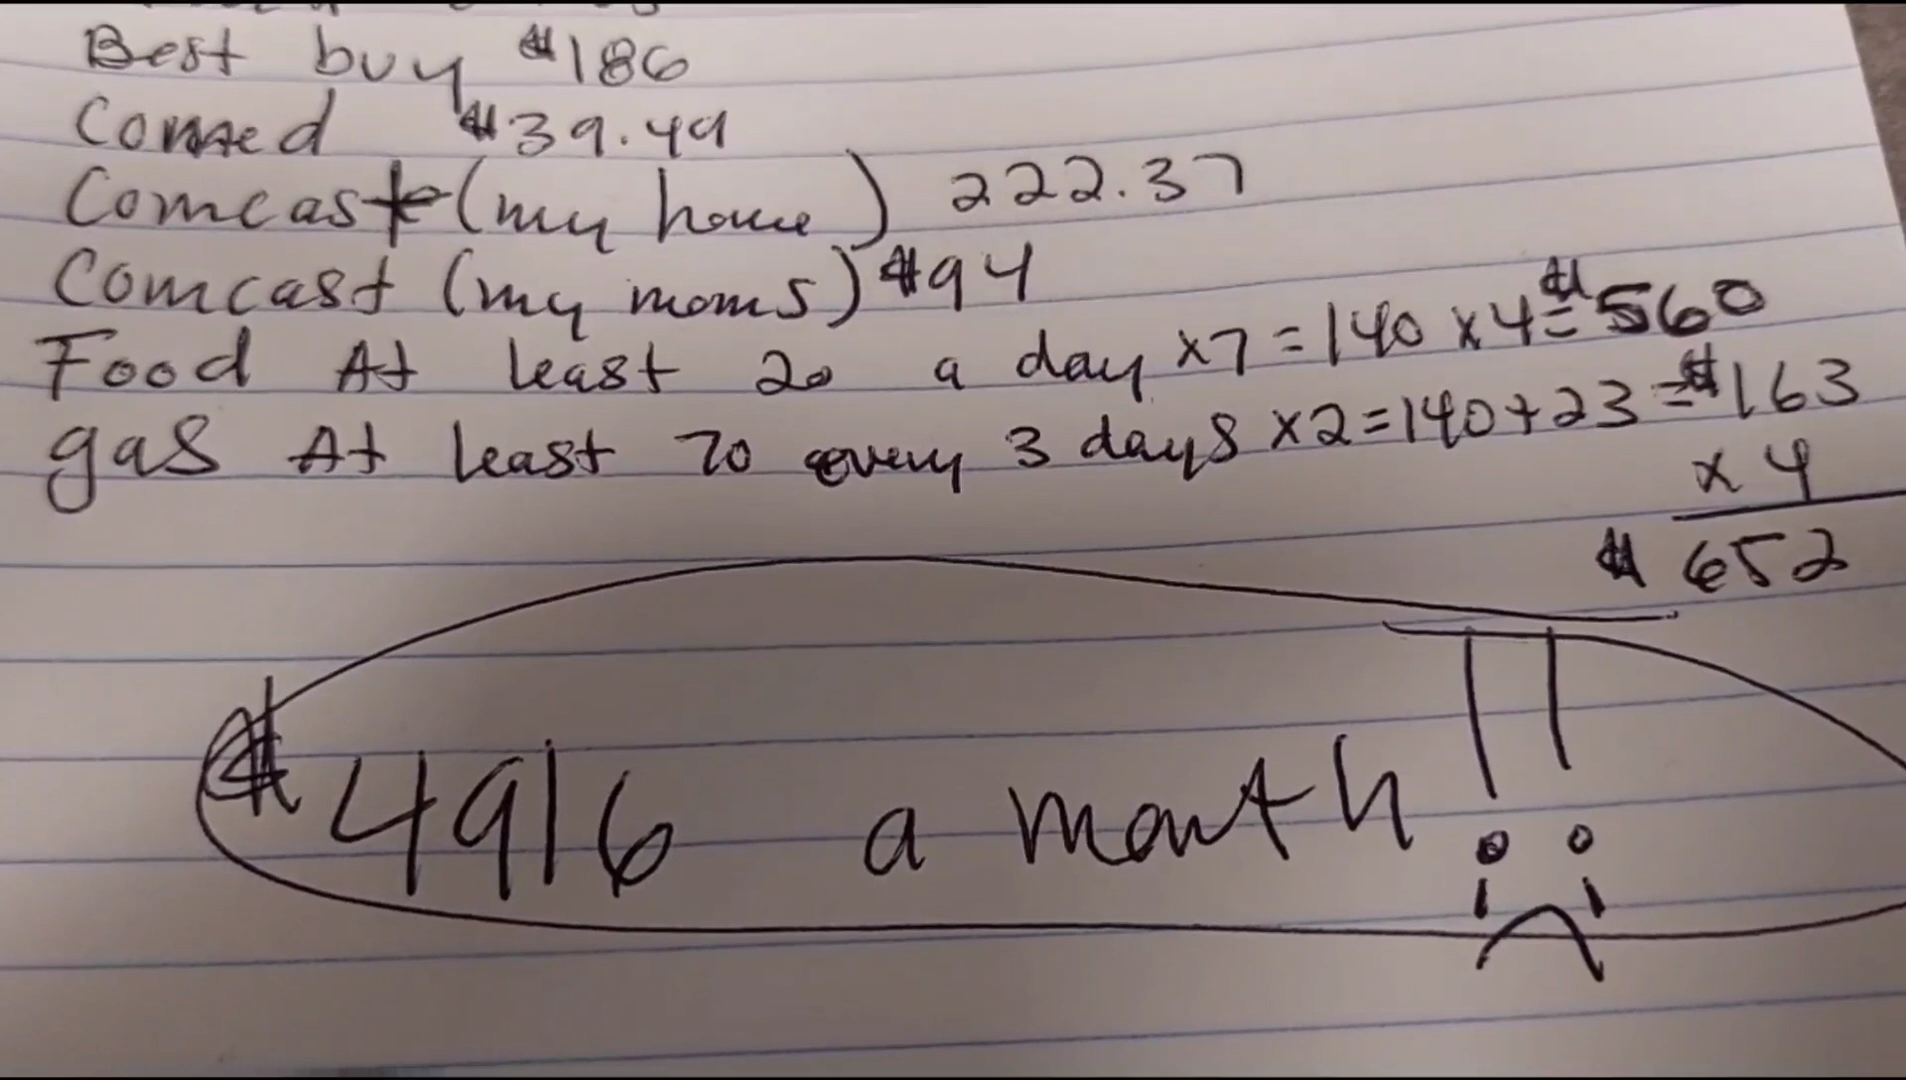 Best buy $186
Comed $39.49
Comcast (my home) 222.37
Comcast (my moms) $94
Food At least 20 a day x7=140 x4=$560
gas At least 70 every 3 days x2=140+23=$163
x 4
$652
$4916 a month!!